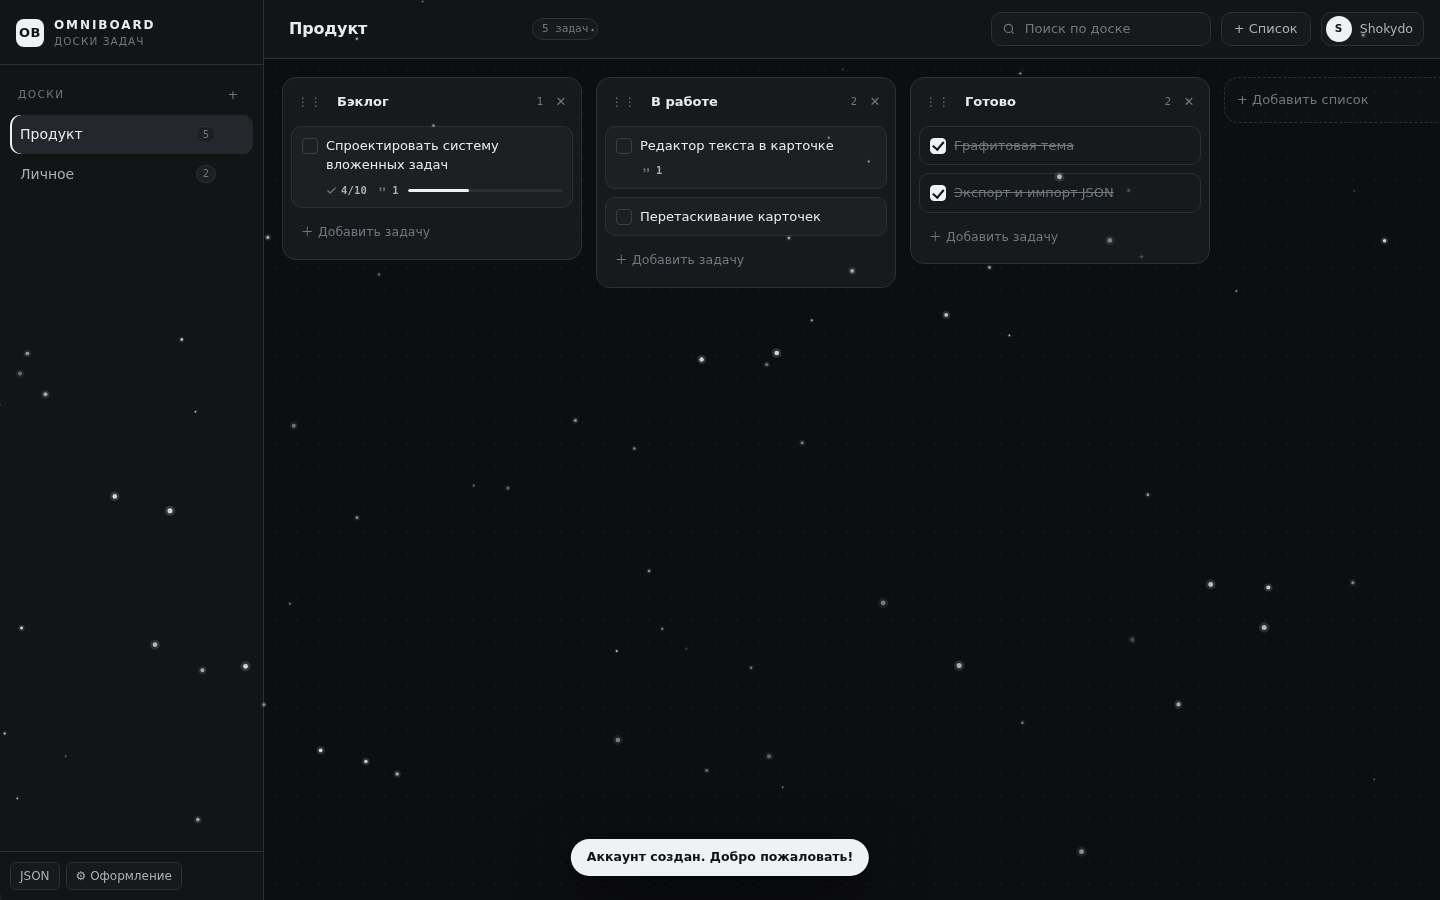 OB
OMNIBOARD
ДОСКИ ЗАДАЧ
ДОСКИ
+
Продукт
5
Личное
2
JSON
⚙ Оформление
Продукт
5 задач
Поиск по доске
+ Список
S
Shokydo
Бэклог
1
×
Спроектировать систему
вложенных задач
4/10
1
+ Добавить задачу
В работе
2
×
Редактор текста в карточке
1
Перетаскивание карточек
+ Добавить задачу
Готово
2
×
Графитовая тема
Экспорт и импорт JSON
+ Добавить задачу
+ Добавить список
Аккаунт создан. Добро пожаловать!